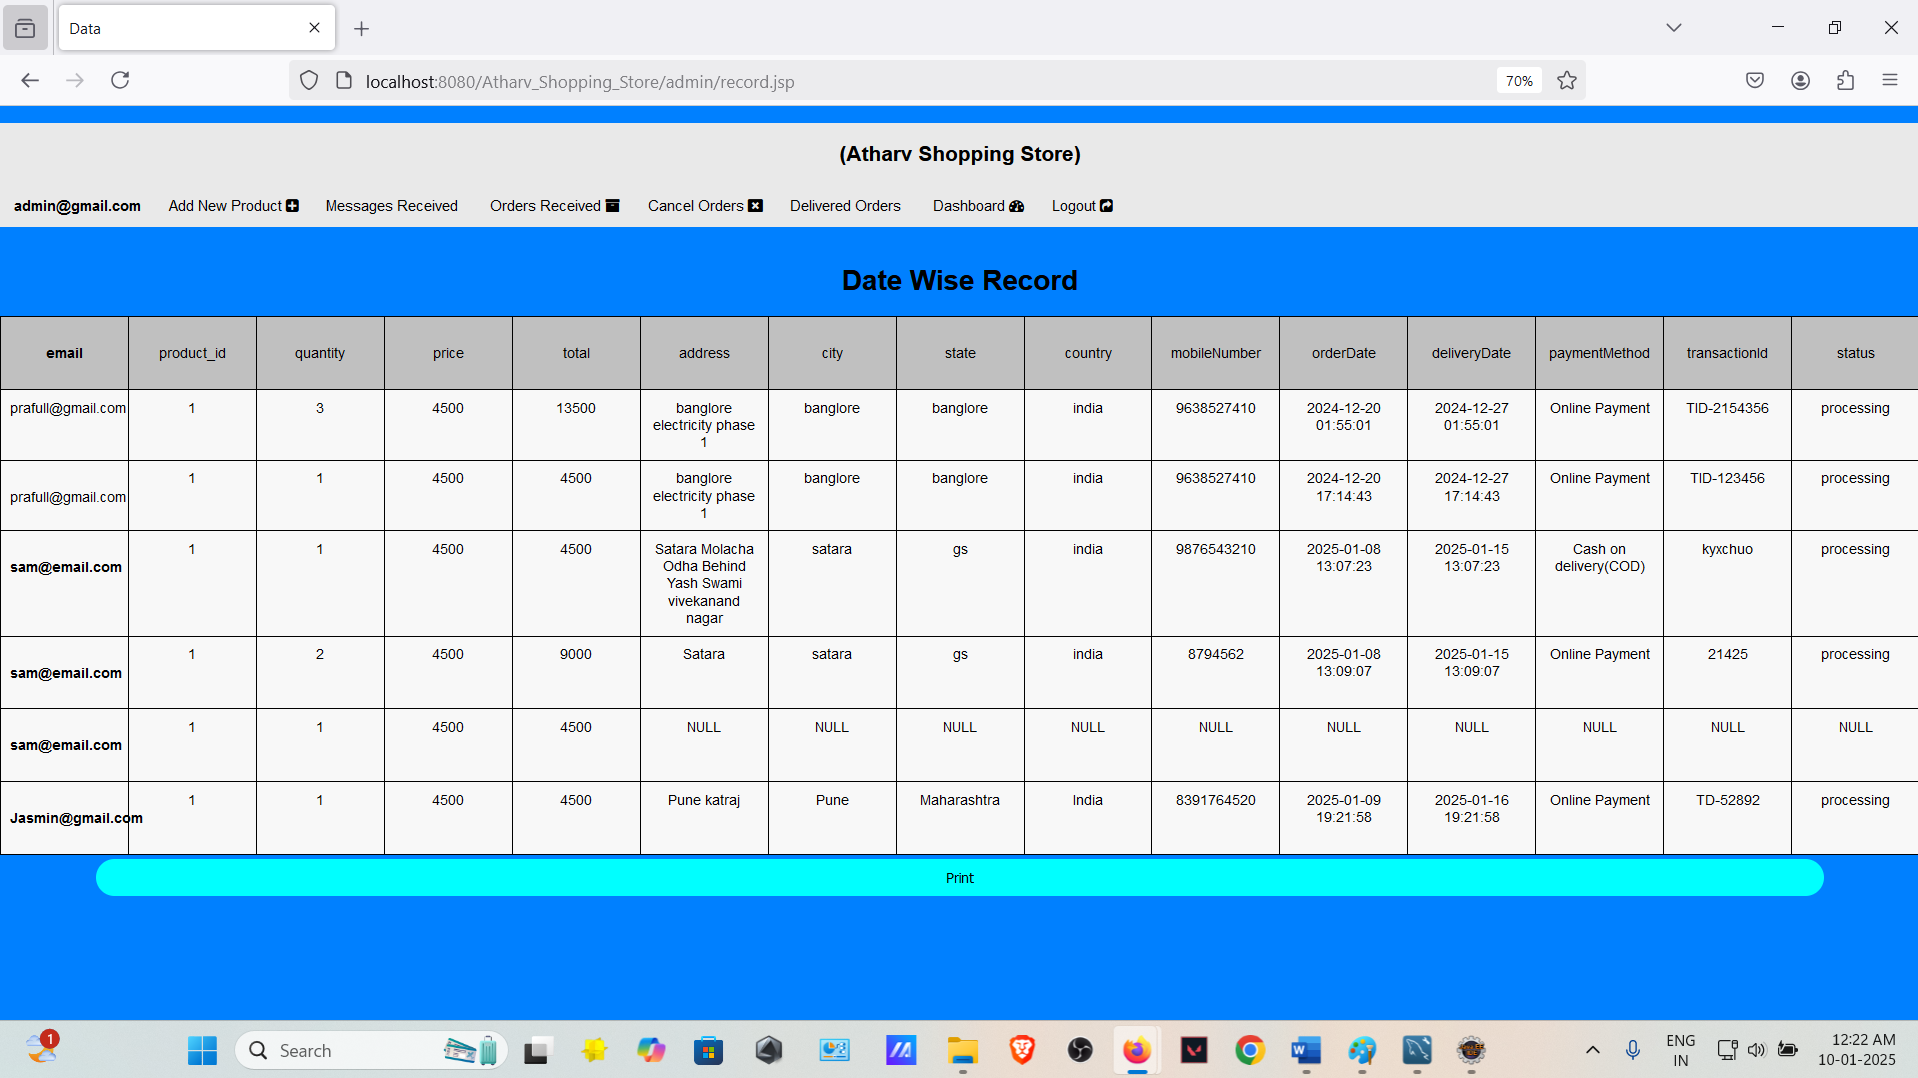 Data
localhost:8080/Atharv_Shopping_Store/admin/record.jsp
70%
(Atharv Shopping Store)
admin@gmail.com Add New Product Messages Received Orders Received Cancel Orders Delivered Orders Dashboard Logout
Date Wise Record
email product_id quantity price total address city state country mobileNumber orderDate deliveryDate paymentMethod transactionId status
prafull@gmail.com 1 3 4500 13500 banglore banglore banglore india 9638527410 2024-12-20 2024-12-27 Online Payment TID-2154356 processing
electricity phase 01:55:01 01:55:01
1
prafull@gmail.com 1 1 4500 4500 banglore banglore banglore india 9638527410 2024-12-20 2024-12-27 Online Payment TID-123456 processing
electricity phase 17:14:43 17:14:43
1
sam@email.com 1 1 4500 4500 Satara Molacha satara gs india 9876543210 2025-01-08 2025-01-15 Cash on kyxchuo processing
Odha Behind 13:07:23 13:07:23 delivery(COD)
Yash Swami
vivekanand
nagar
sam@email.com 1 2 4500 9000 Satara satara gs india 8794562 2025-01-08 2025-01-15 Online Payment 21425 processing
13:09:07 13:09:07
sam@email.com 1 1 4500 4500 NULL NULL NULL NULL NULL NULL NULL NULL NULL NULL
Jasmin@gmail.com 1 1 4500 4500 Pune katraj Pune Maharashtra India 8391764520 2025-01-09 2025-01-16 Online Payment TD-52892 processing
19:21:58 19:21:58
Print
1
Search
ENG
IN
12:22 AM
10-01-2025